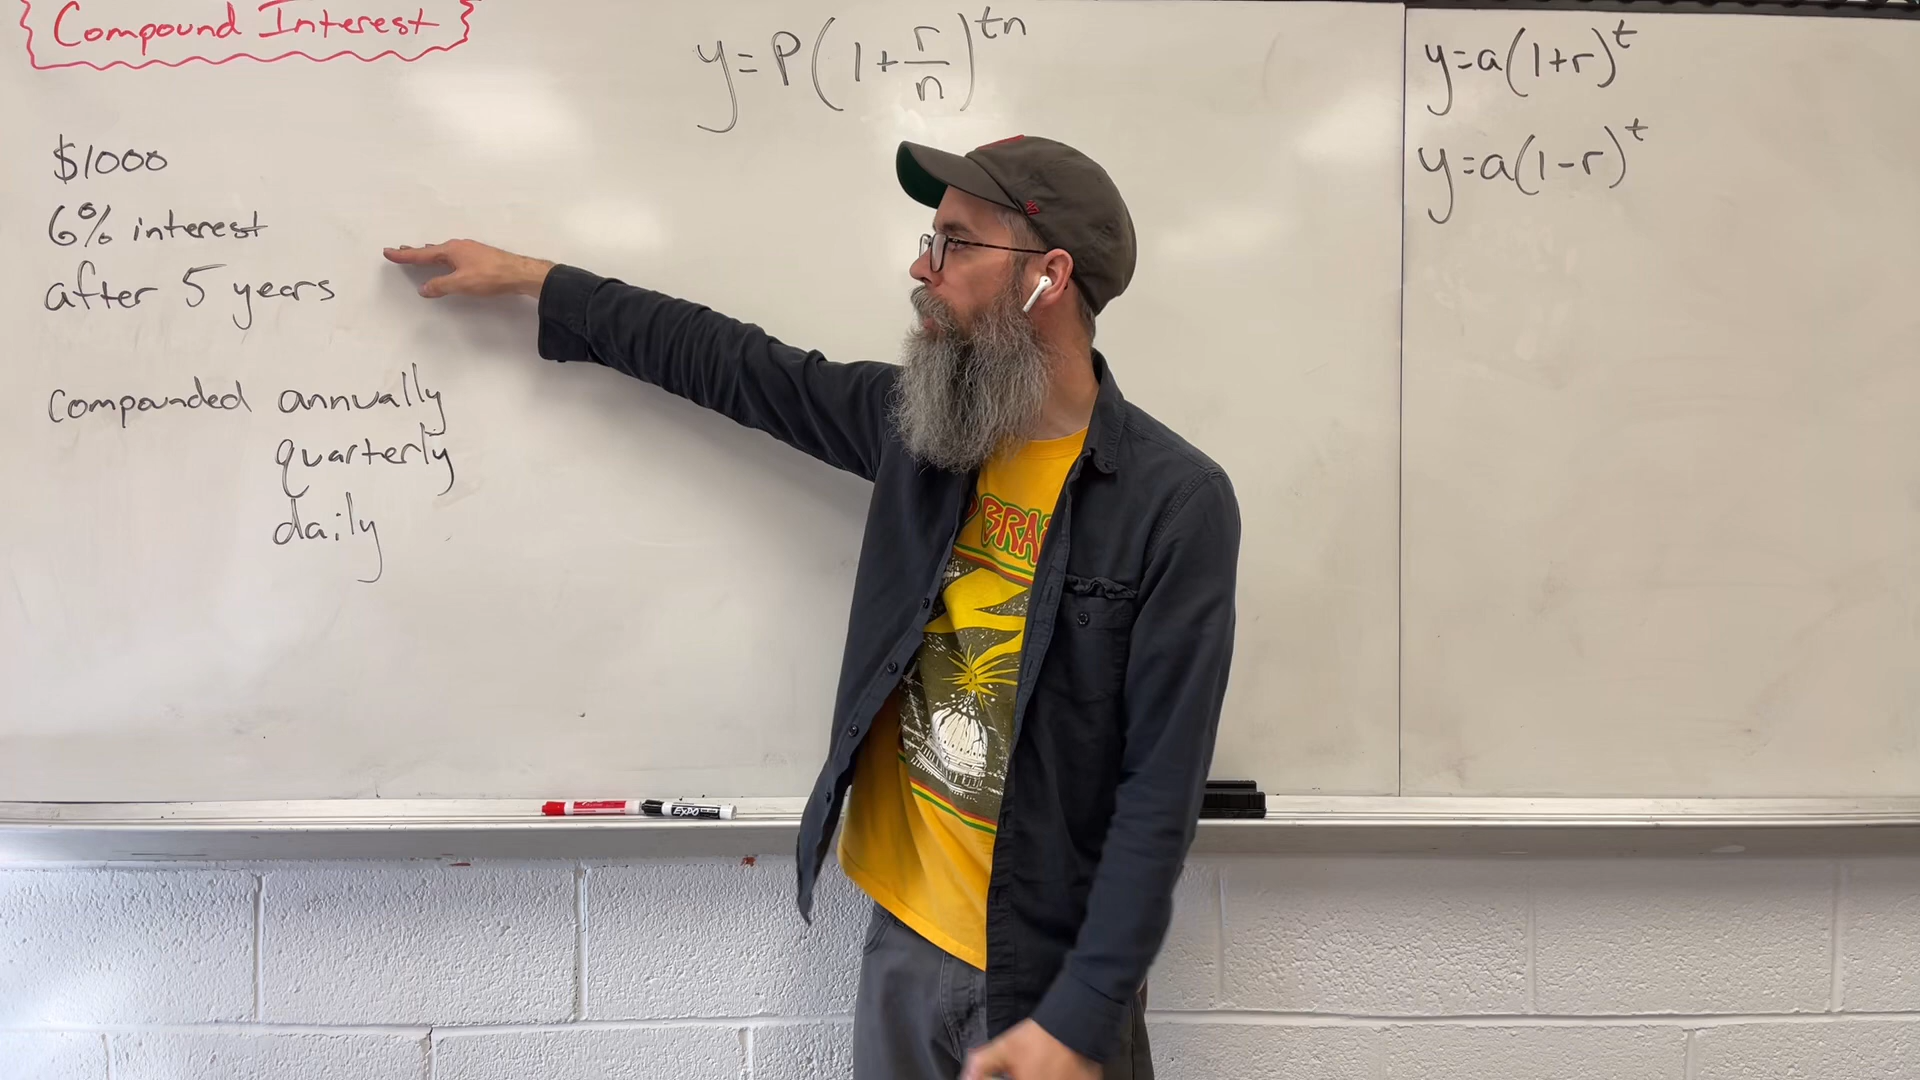 Compound Interest
y=P(1+r/n)^tn
y=a(1+r)^t
y=a(1-r)^t
$1000
6% interest
after 5 years
compounded annually
quarterly
daily
EXPO